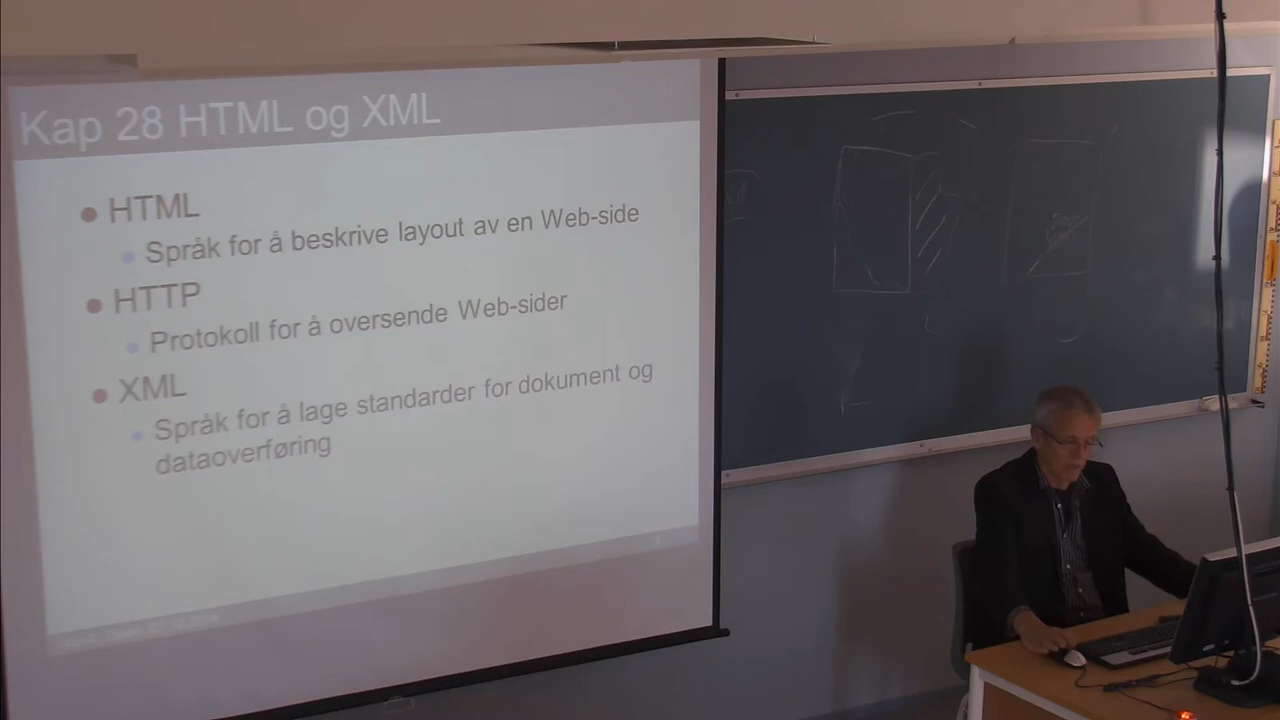 Kap 28 HTML og XML
HTML
Språk for å beskrive layout av en Web-side
HTTP
Protokoll for å oversende Web-sider
XML
Språk for å lage standarder for dokument og
dataoverføring